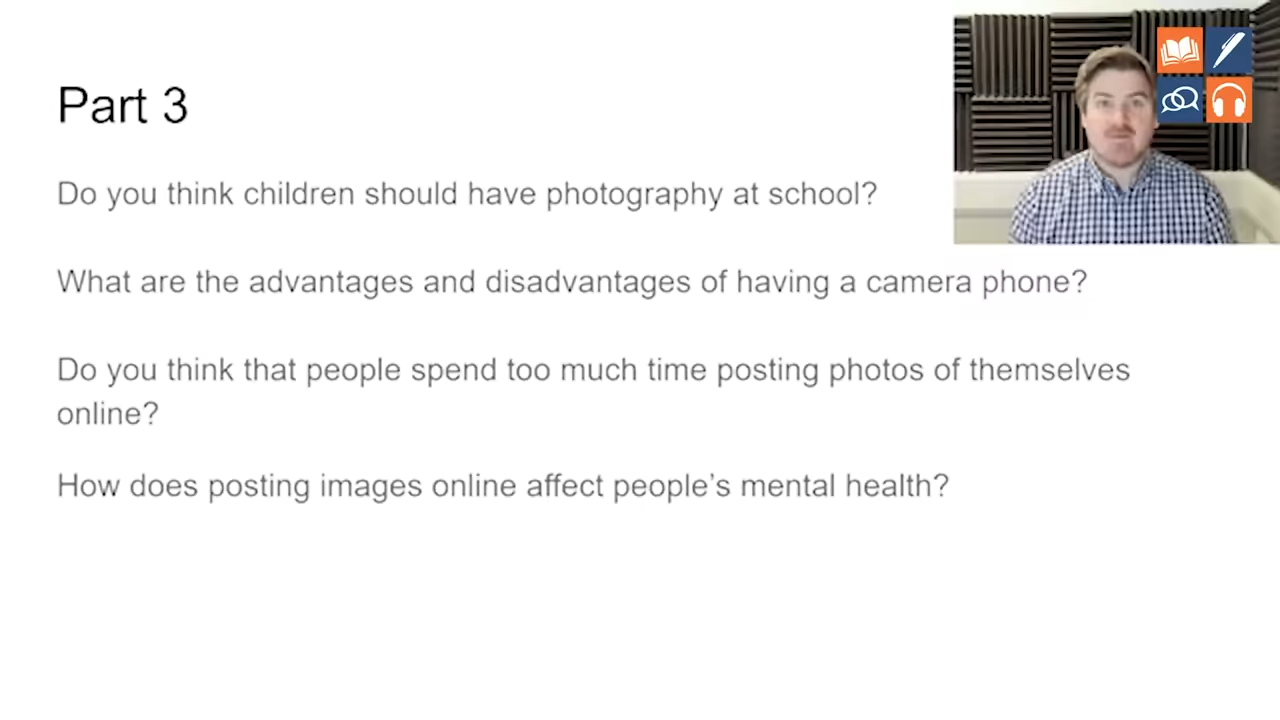 Part 3
Do you think children should have photography at school?
What are the advantages and disadvantages of having a camera phone?
Do you think that people spend too much time posting photos of themselves
online?
How does posting images online affect people's mental health?